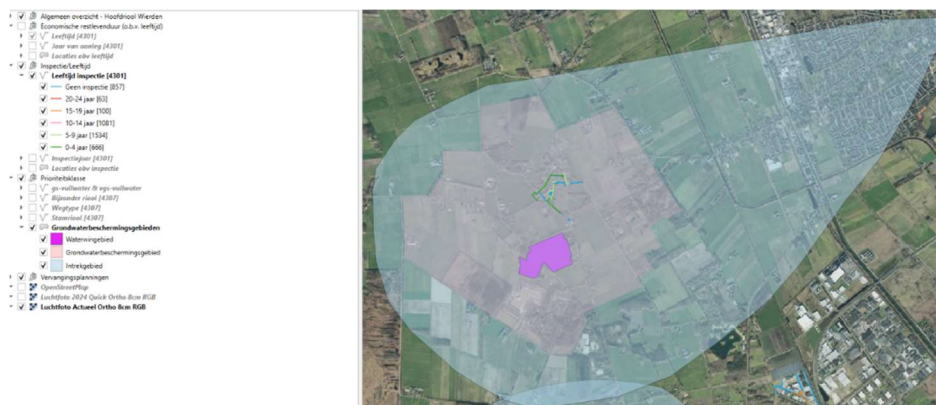 Algemeen overzicht - Hoofdriool Wierden
Economische restlevensduur (o.b.v. leeftijd)
Leeftijd [4301]
Jaar van aanleg [4301]
Locaties obv leeftijd
Inspectie/Leeftijd
Leeftijd inspectie [4301]
Geen inspectie [857]
20-24 jaar [63]
15-19 jaar [100]
10-14 jaar [1081]
5-9 jaar [1534]
0-4 jaar [666]
Inspectiejaar [4301]
Locaties obv inspectie
Prioriteitsklasse
gs-vuilwater & vgs-vuilwater
Bijzonder riool [4307]
Wegtype [4307]
Stamriool [4307]
Grondwaterbeschermingsgebieden
Waterwingebied
Grondwaterbeschermingsgebied
Intrekgebied
Vervangingsplanningen
OpenStreetMap
Luchtfoto 2024 Quick Ortho 8cm RGB
Luchtfoto Actueel Ortho 8cm RGB